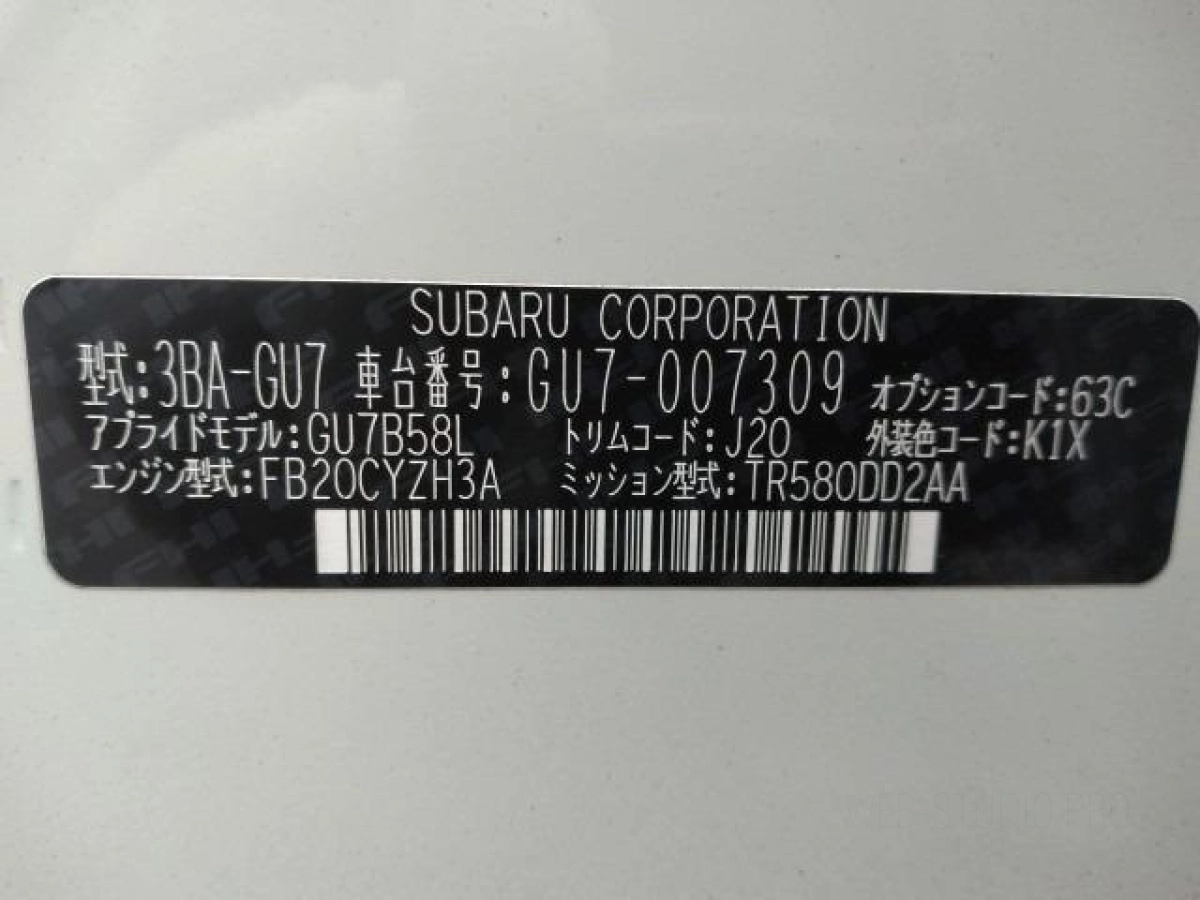 SUBARU CORPORATION
型式:3BA-GU7 車台番号:GU7-007309 オプションコード:63C
アプライドモデル:GU7B58L トリムコード:J20 外装色コード:K1X
エンジン型式:FB20CYZH3A ミッション型式:TR580DD2AA